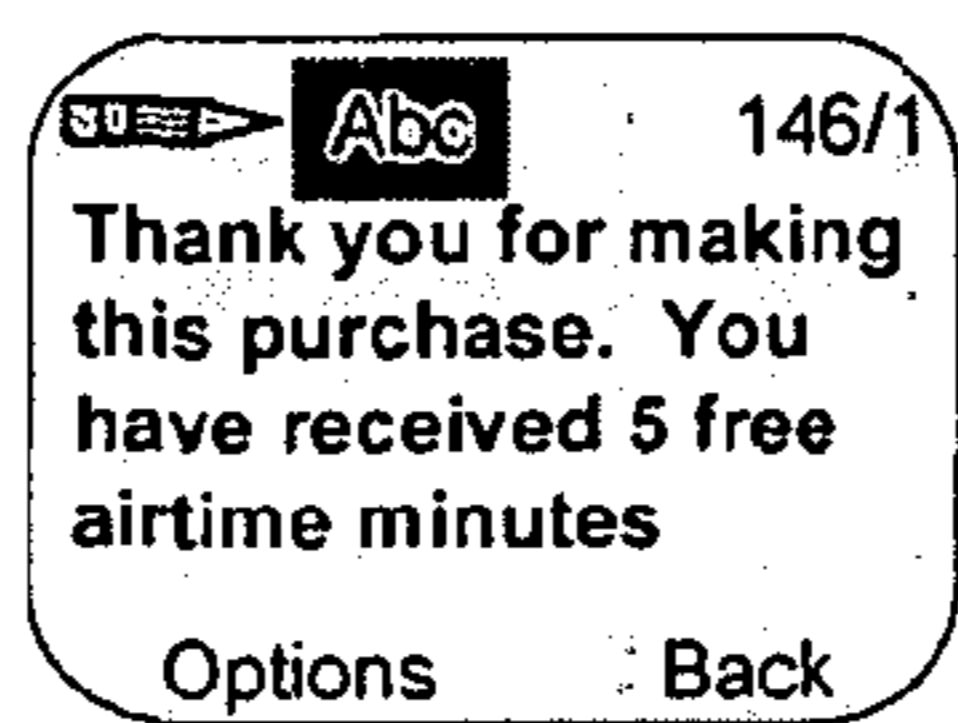 Abc 146/1
Thank you for making
this purchase. You
have received 5 free
airtime minutes
Options Back